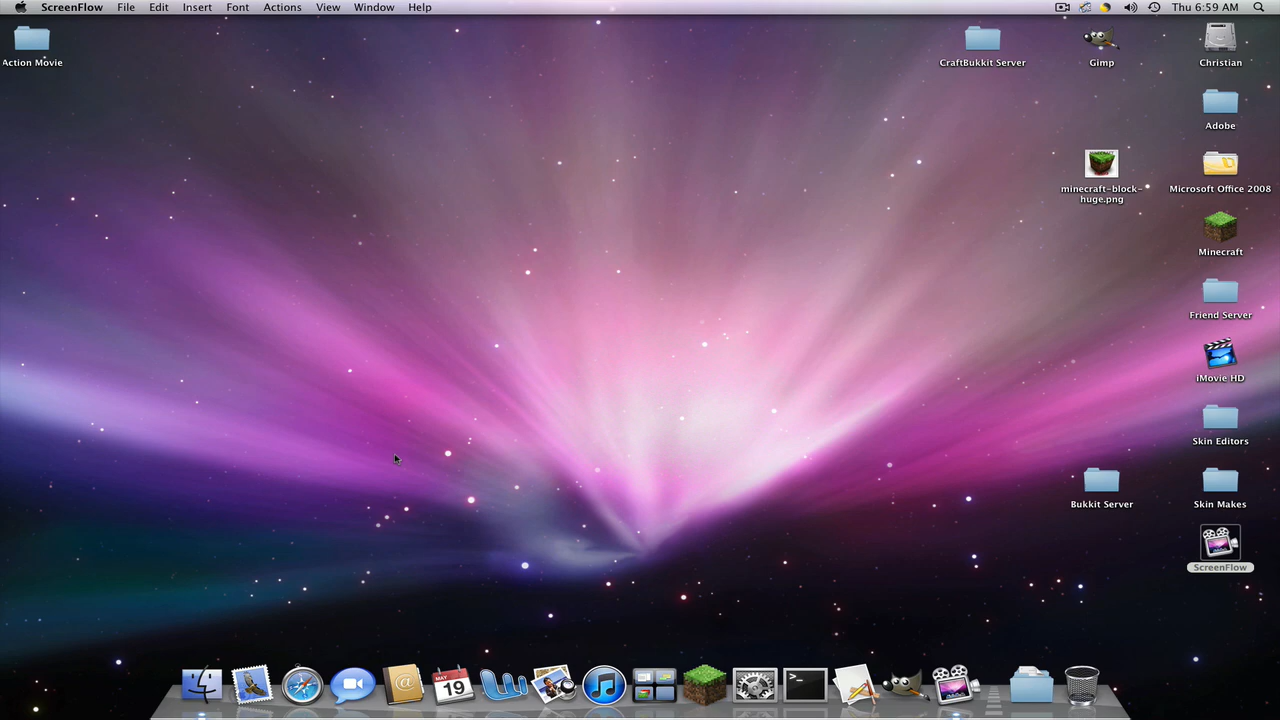 ScreenFlow File Edit Insert Font Actions View Window Help Thu 6:59 AM
Action Movie
CraftBukkit Server
Gimp
Christian
Adobe
minecraft-block-
huge.png
Microsoft Office 2008
Minecraft
Friend Server
iMovie HD
Skin Editors
Bukkit Server
Skin Makes
ScreenFlow
MAY
19